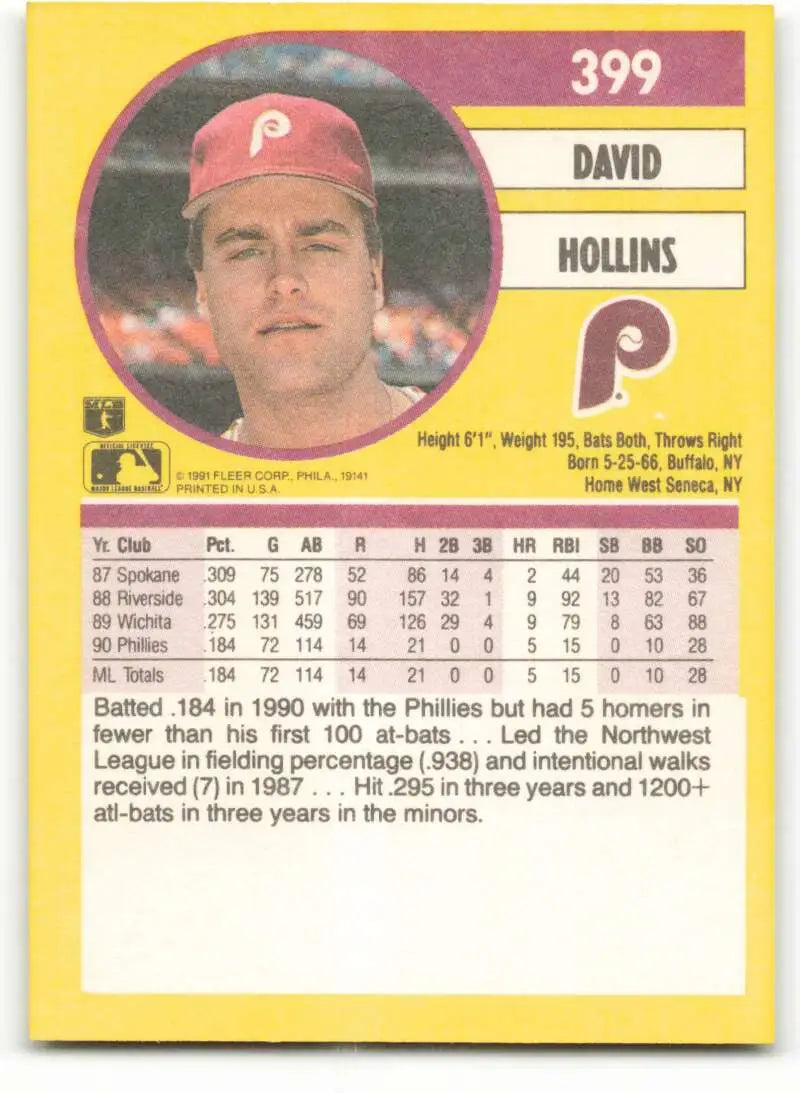 399
DAVID
HOLLINS
P
P
Height 6'1", Weight 195, Bats Both, Throws Right
Born 5-25-66, Buffalo, NY
Home West Seneca, NY
OFFICIAL LICENSEE
MAJOR LEAGUE BASEBALL
© 1991 FLEER CORP., PHILA., 19141
PRINTED IN U.S.A.
Yr. Club Pct. G AB R H 2B 3B HR RBI SB BB SO
87 Spokane .309 75 278 52 86 14 4 2 44 20 53 36
88 Riverside .304 139 517 90 157 32 1 9 92 13 82 67
89 Wichita .275 131 459 69 126 29 4 9 79 8 63 88
90 Phillies .184 72 114 14 21 0 0 5 15 0 10 28
ML Totals .184 72 114 14 21 0 0 5 15 0 10 28
Batted .184 in 1990 with the Phillies but had 5 homers in
fewer than his first 100 at-bats . . . Led the Northwest
League in fielding percentage (.938) and intentional walks
received (7) in 1987 . . . Hit .295 in three years and 1200+
atl-bats in three years in the minors.